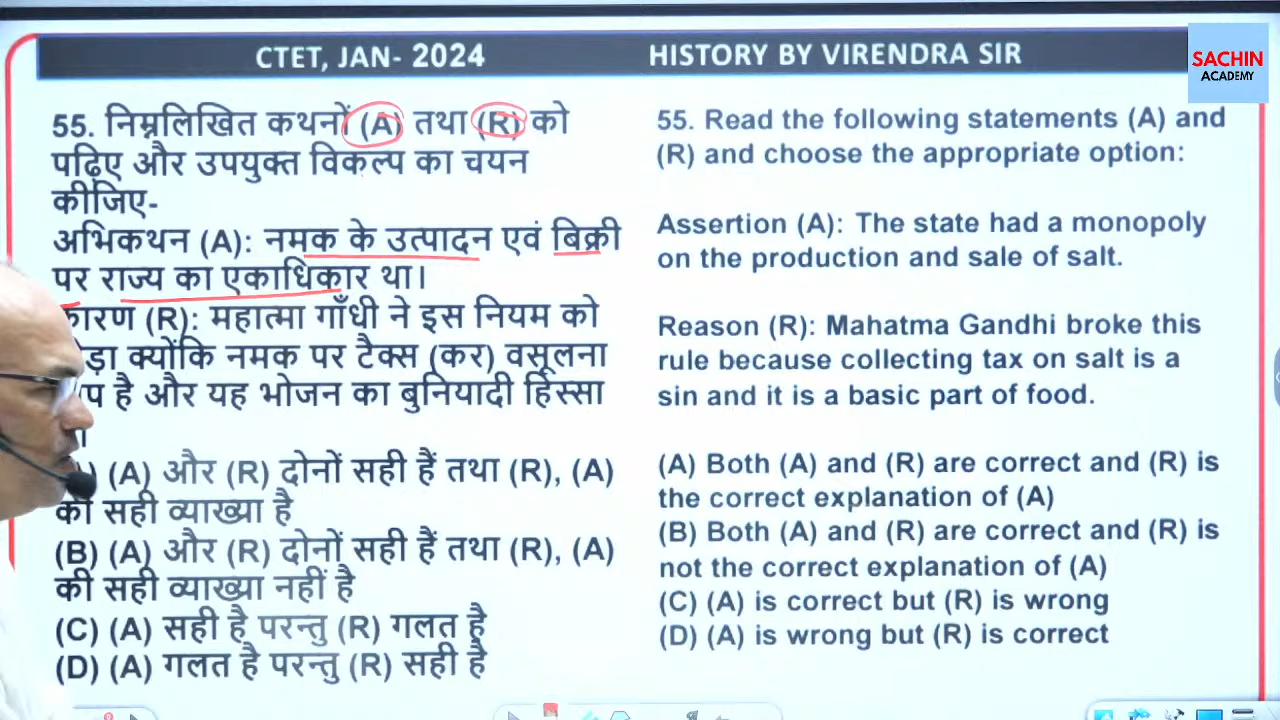 CTET, JAN- 2024
HISTORY BY VIRENDRA SIR
SACHIN
ACADEMY
55. निम्नलिखित कथनों (A) तथा (R) को
पढ़िए और उपयुक्त विकल्प का चयन
कीजिए-
अभिकथन (A): नमक के उत्पादन एवं बिक्री
पर राज्य का एकाधिकार था।
कारण (R): महात्मा गाँधी ने इस नियम को
क्योंकि नमक पर टैक्स (कर) वसूलना
है और यह भोजन का बुनियादी हिस्सा
(A) और (R) दोनों सही हैं तथा (R), (A)
की सही व्याख्या है
(B) (A) और (R) दोनों सही हैं तथा (R), (A)
की सही व्याख्या नहीं है
(C) (A) सही है परन्तु (R) गलत है
(D) (A) गलत है परन्तु (R) सही है
55. Read the following statements (A) and
(R) and choose the appropriate option:
Assertion (A): The state had a monopoly
on the production and sale of salt.
Reason (R): Mahatma Gandhi broke this
rule because collecting tax on salt is a
sin and it is a basic part of food.
(A) Both (A) and (R) are correct and (R) is
the correct explanation of (A)
(B) Both (A) and (R) are correct and (R) is
not the correct explanation of (A)
(C) (A) is correct but (R) is wrong
(D) (A) is wrong but (R) is correct